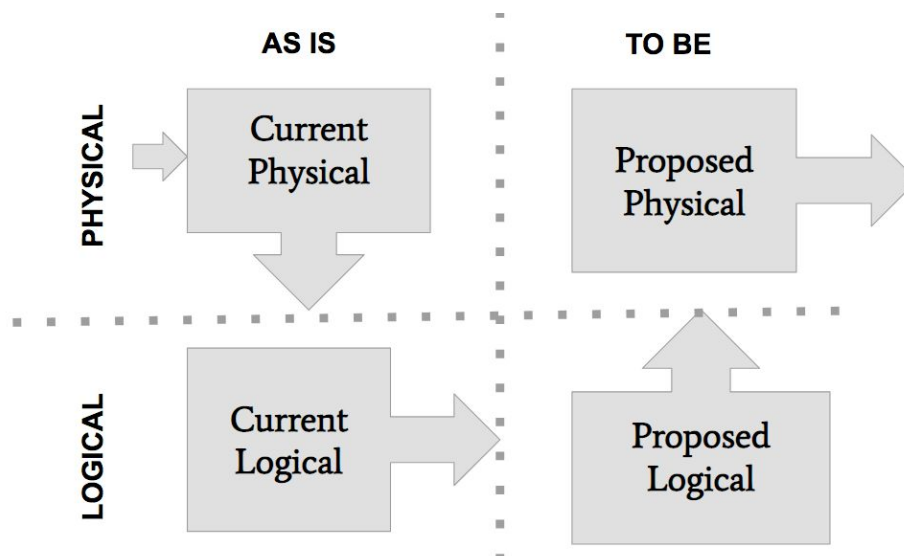 AS IS
TO BE
PHYSICAL
Current
Physical
Proposed
Physical
LOGICAL
Current
Logical
Proposed
Logical